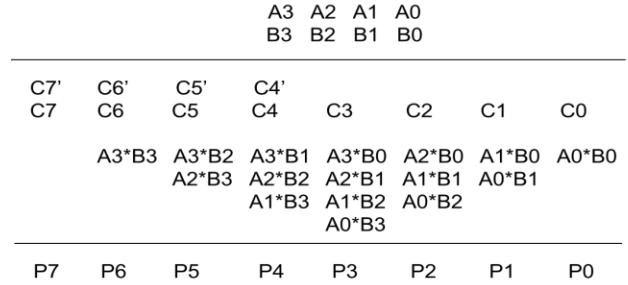 A3 A2 A1 A0
B3 B2 B1 B0
C7’ C6’ C5’ C4’
C7 C6 C5 C4 C3 C2 C1 C0
A3*B3 A3*B2 A3*B1 A3*B0 A2*B0 A1*B0 A0*B0
A2*B3 A2*B2 A2*B1 A1*B1 A0*B1
A1*B3 A1*B2 A0*B2
A0*B3
P7 P6 P5 P4 P3 P2 P1 P0